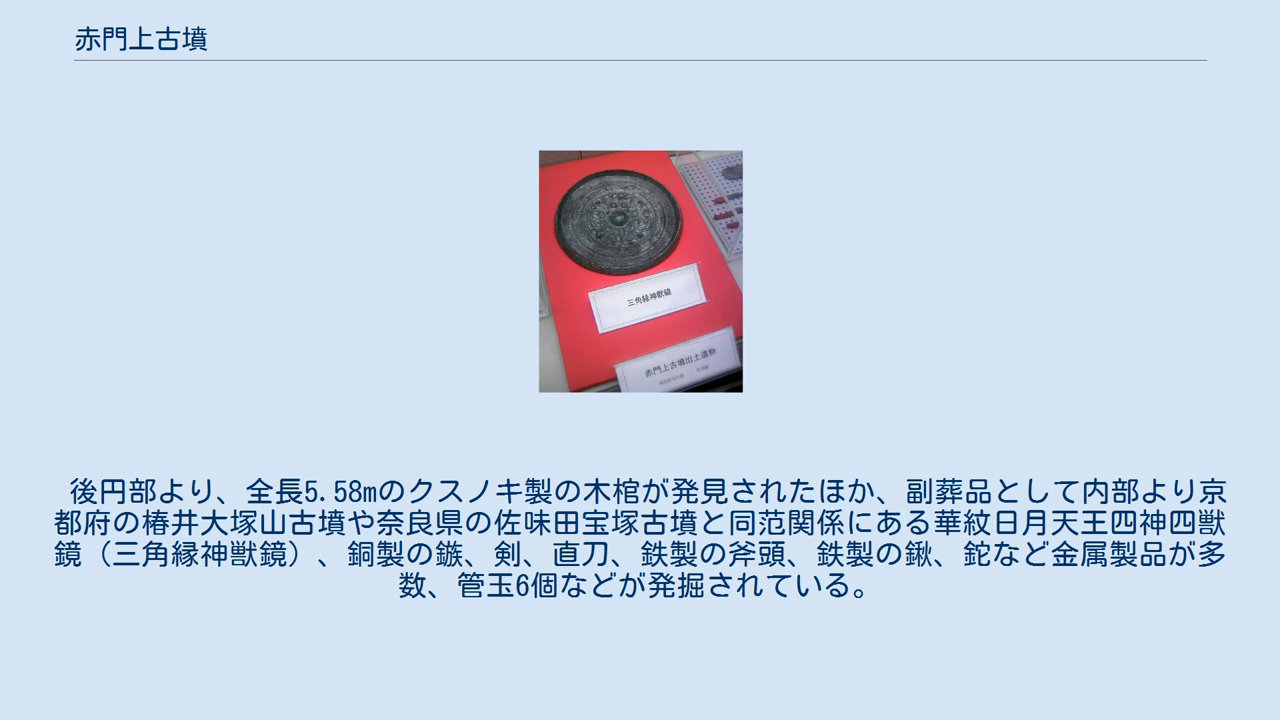 赤門上古墳
三角縁神獣鏡
赤門上古墳出土遺物
後円部より、全長5.58mのクスノキ製の木棺が発見されたほか、副葬品として内部より京
都府の椿井大塚山古墳や奈良県の佐味田宝塚古墳と同范関係にある華紋日月天王四神四獣
鏡（三角縁神獣鏡）、銅製の鏃、剣、直刀、鉄製の斧頭、鉄製の鍬、鉈など金属製品が多
数、管玉6個などが発掘されている。